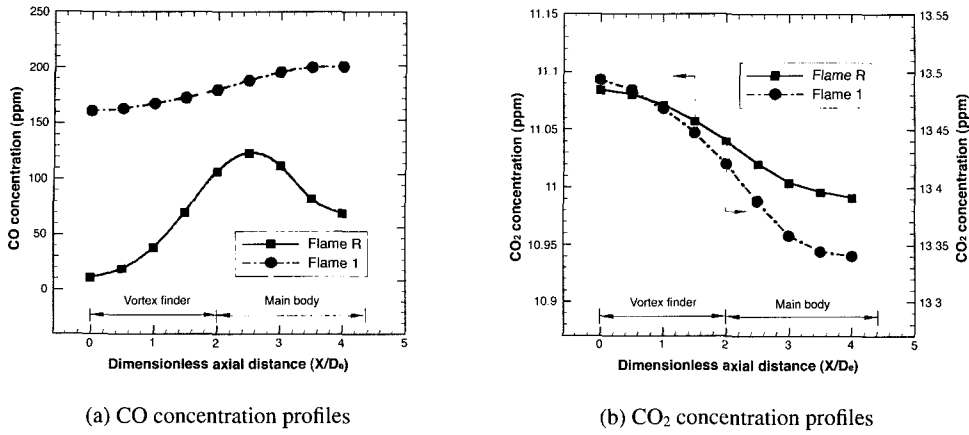 250
200
150
100
50
0
CO concentration (ppm)
Flame R
Flame 1
Vortex finder
Main body
0 1 2 3 4 5
Dimensionless axial distance (X/Dₑ)
(a) CO concentration profiles
11.15
11.1
11.05
11
10.95
10.9
CO₂ concentration (ppm)
Flame R
Flame 1
Vortex finder
Main body
13.55
13.5
13.45
13.4
13.35
13.3
CO₂ concentration (ppm)
0 1 2 3 4 5
Dimensionless axial distance (X/Dₑ)
(b) CO₂ concentration profiles